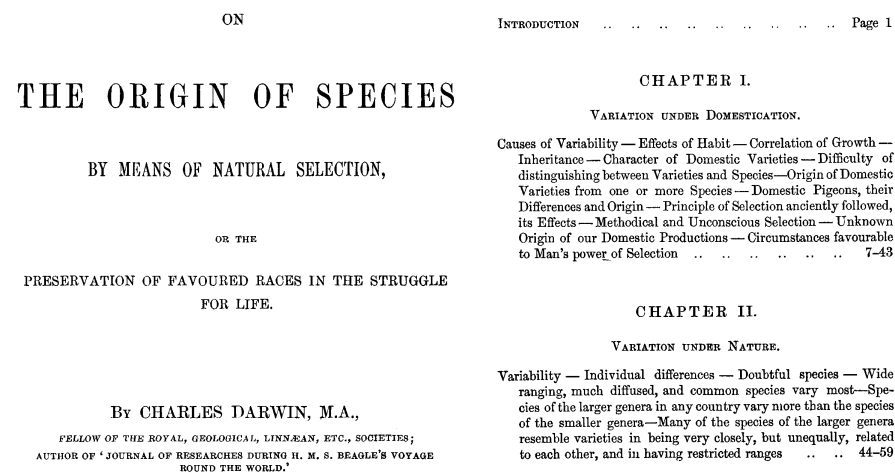 ON
THE ORIGIN OF SPECIES
BY MEANS OF NATURAL SELECTION,
OR THE
PRESERVATION OF FAVOURED RACES IN THE STRUGGLE
FOR LIFE.
BY CHARLES DARWIN, M.A.,
FELLOW OF THE ROYAL, GEOLOGICAL, LINNÆAN, ETC., SOCIETIES;
AUTHOR OF 'JOURNAL OF RESEARCHES DURING H. M. S. BEAGLE'S VOYAGE
ROUND THE WORLD.'
INTRODUCTION .. .. .. .. .. .. .. .. .. Page 1
CHAPTER I.
VARIATION UNDER DOMESTICATION.
Causes of Variability — Effects of Habit — Correlation of Growth —
Inheritance — Character of Domestic Varieties — Difficulty of
distinguishing between Varieties and Species—Origin of Domestic
Varieties from one or more Species — Domestic Pigeons, their
Differences and Origin — Principle of Selection anciently followed,
its Effects — Methodical and Unconscious Selection — Unknown
Origin of our Domestic Productions — Circumstances favourable
to Man's power of Selection .. .. .. .. .. .. 7-43
CHAPTER II.
VARIATION UNDER NATURE.
Variability — Individual differences — Doubtful species — Wide
ranging, much diffused, and common species vary most—Spe-
cies of the larger genera in any country vary more than the species
of the smaller genera—Many of the species of the larger genera
resemble varieties in being very closely, but unequally, related
to each other, and in having restricted ranges .. .. 44-59